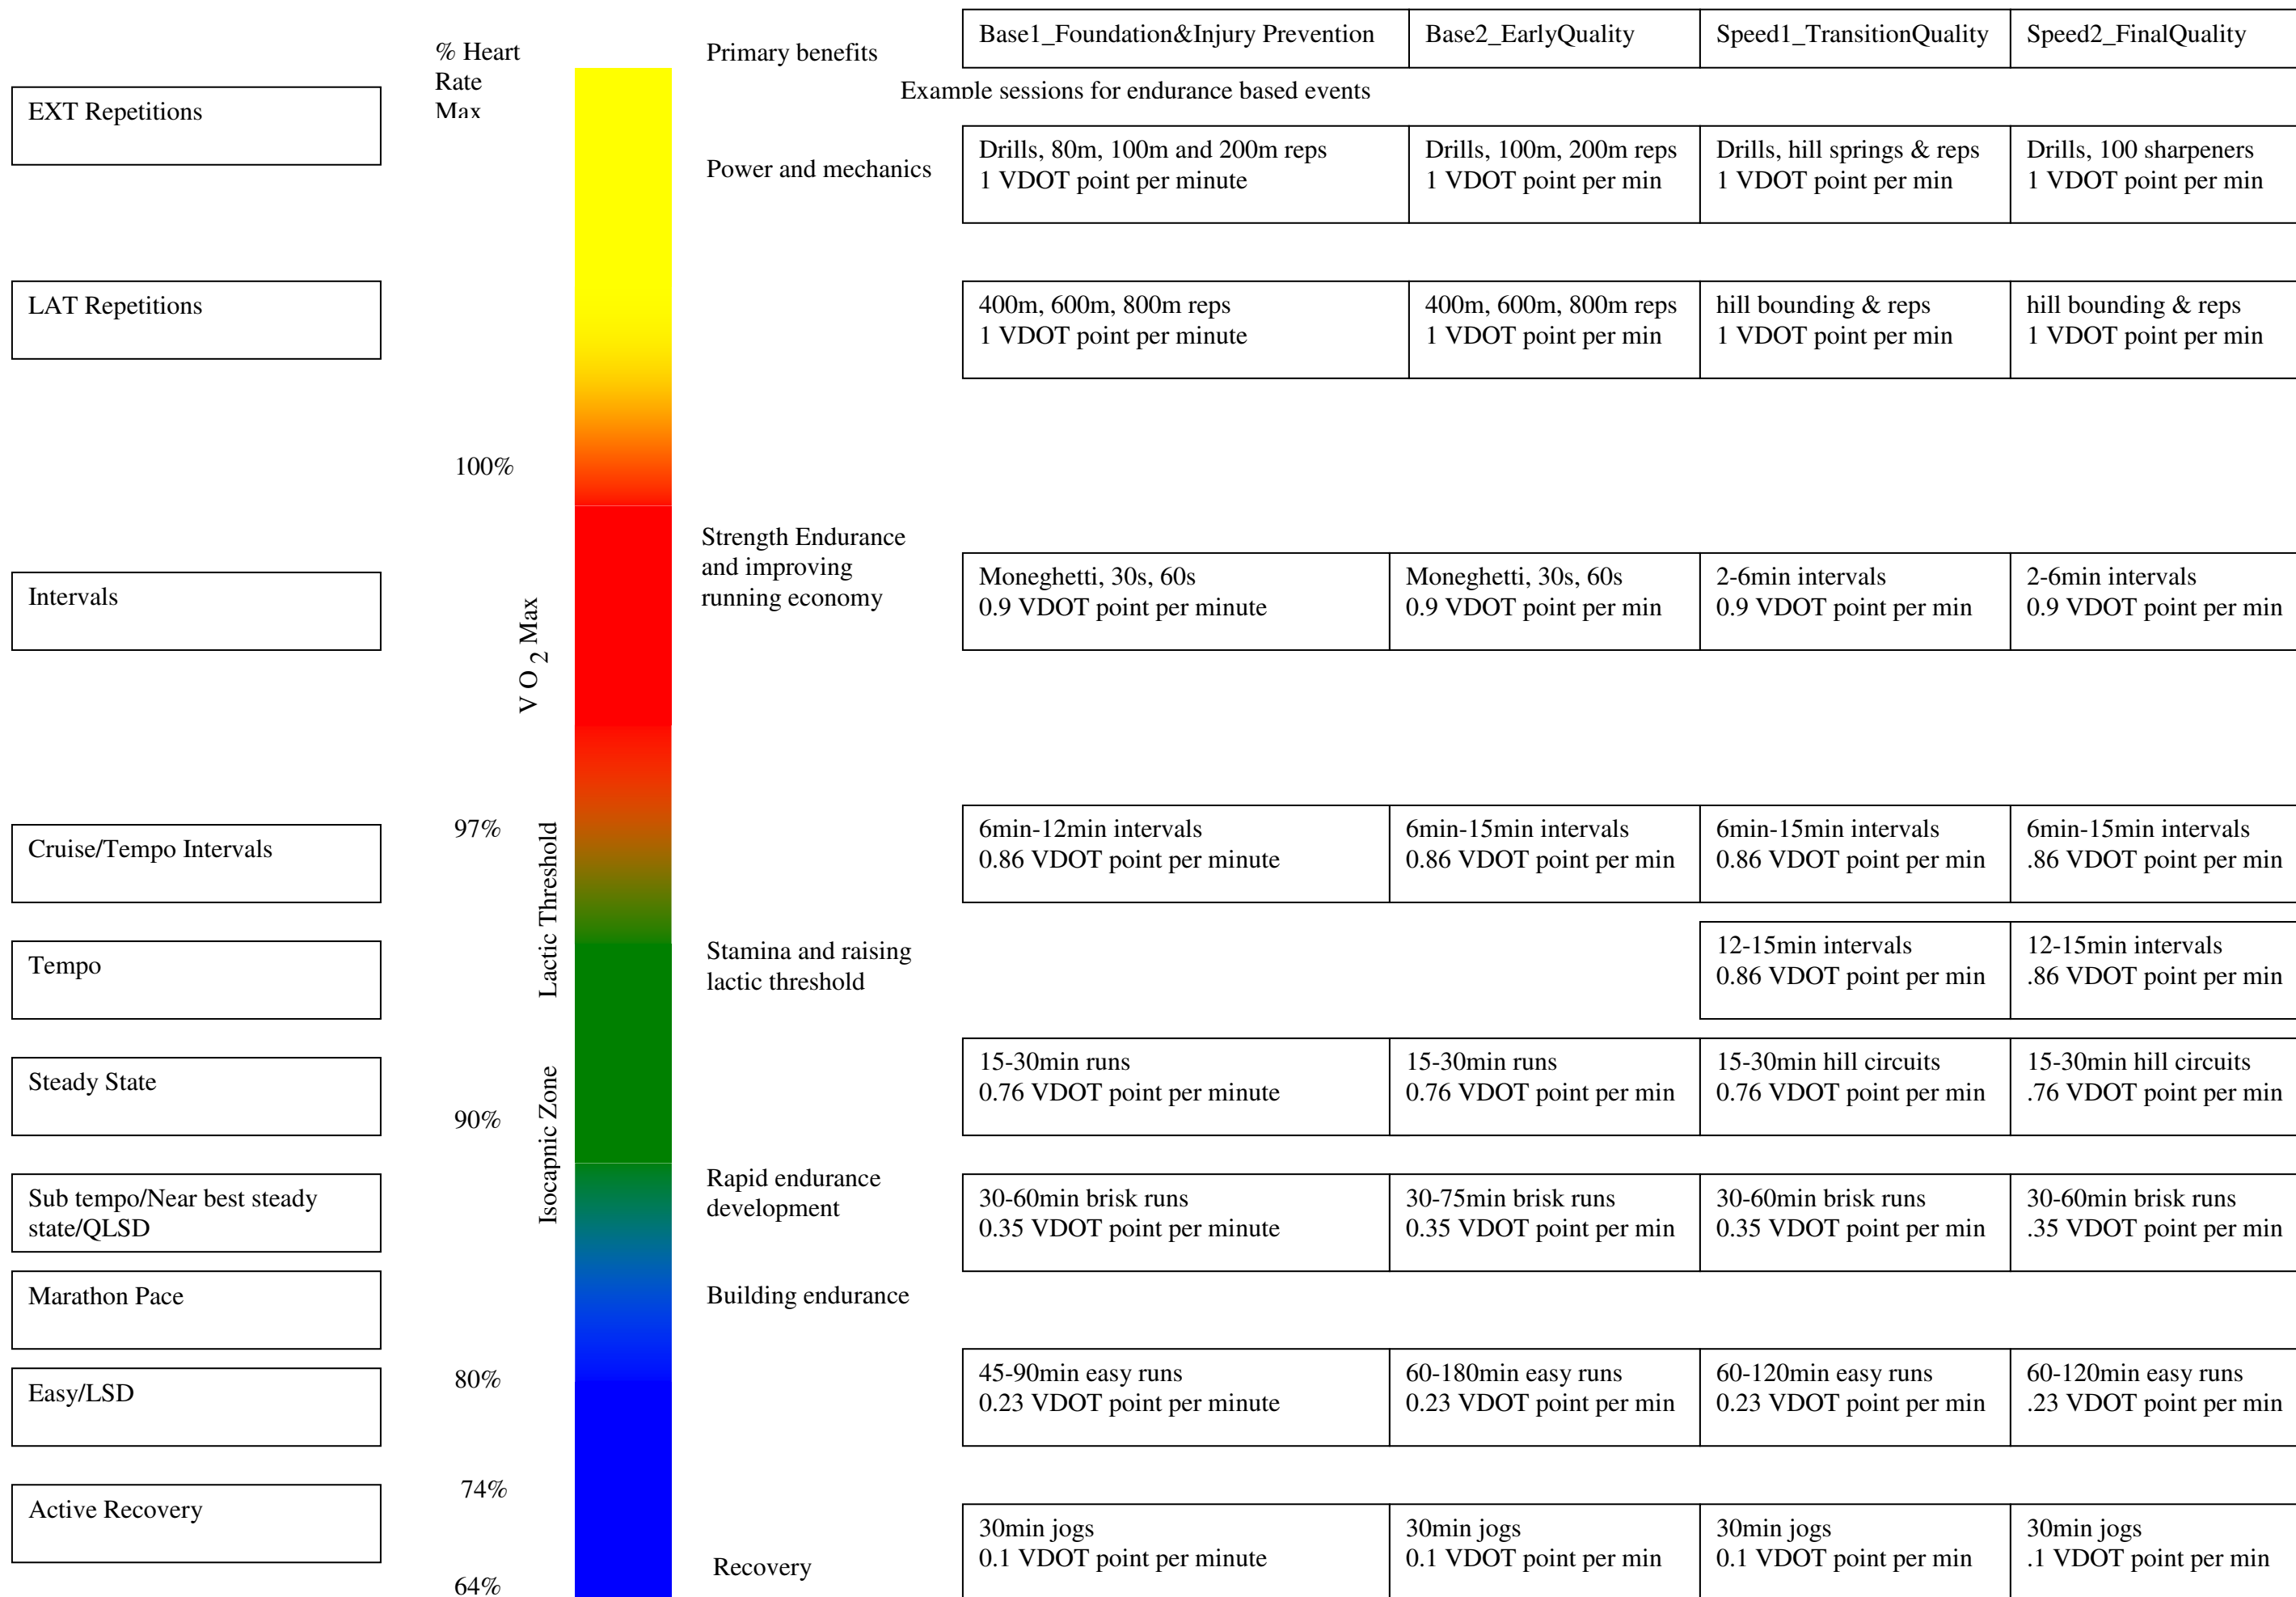 % Heart
Rate
Max
Primary benefits
Base1_Foundation&Injury Prevention
Base2_EarlyQuality
Speed1_TransitionQuality
Speed2_FinalQuality
Example sessions for endurance based events
EXT Repetitions
Power and mechanics
Drills, 80m, 100m and 200m reps
1 VDOT point per minute
Drills, 100m, 200m reps
1 VDOT point per min
Drills, hill springs & reps
1 VDOT point per min
Drills, 100 sharpeners
1 VDOT point per min
LAT Repetitions
400m, 600m, 800m reps
1 VDOT point per minute
400m, 600m, 800m reps
1 VDOT point per min
hill bounding & reps
1 VDOT point per min
hill bounding & reps
1 VDOT point per min
100%
Intervals
V O 2 Max
Strength Endurance
and improving
running economy
Moneghetti, 30s, 60s
0.9 VDOT point per minute
Moneghetti, 30s, 60s
0.9 VDOT point per min
2-6min intervals
0.9 VDOT point per min
2-6min intervals
0.9 VDOT point per min
Cruise/Tempo Intervals
97%
Lactic Threshold
6min-12min intervals
0.86 VDOT point per minute
6min-15min intervals
0.86 VDOT point per min
6min-15min intervals
0.86 VDOT point per min
6min-15min intervals
.86 VDOT point per min
Tempo
Stamina and raising
lactic threshold
12-15min intervals
0.86 VDOT point per min
12-15min intervals
.86 VDOT point per min
Steady State
90%
Isocapnic Zone
15-30min runs
0.76 VDOT point per minute
15-30min runs
0.76 VDOT point per min
15-30min hill circuits
0.76 VDOT point per min
15-30min hill circuits
.76 VDOT point per min
Sub tempo/Near best steady
state/QLSD
Rapid endurance
development
30-60min brisk runs
0.35 VDOT point per minute
30-75min brisk runs
0.35 VDOT point per min
30-60min brisk runs
0.35 VDOT point per min
30-60min brisk runs
.35 VDOT point per min
Marathon Pace
Building endurance
Easy/LSD
80%
45-90min easy runs
0.23 VDOT point per minute
60-180min easy runs
0.23 VDOT point per min
60-120min easy runs
0.23 VDOT point per min
60-120min easy runs
.23 VDOT point per min
74%
Active Recovery
Recovery
30min jogs
0.1 VDOT point per minute
30min jogs
0.1 VDOT point per min
30min jogs
0.1 VDOT point per min
30min jogs
.1 VDOT point per min
64%